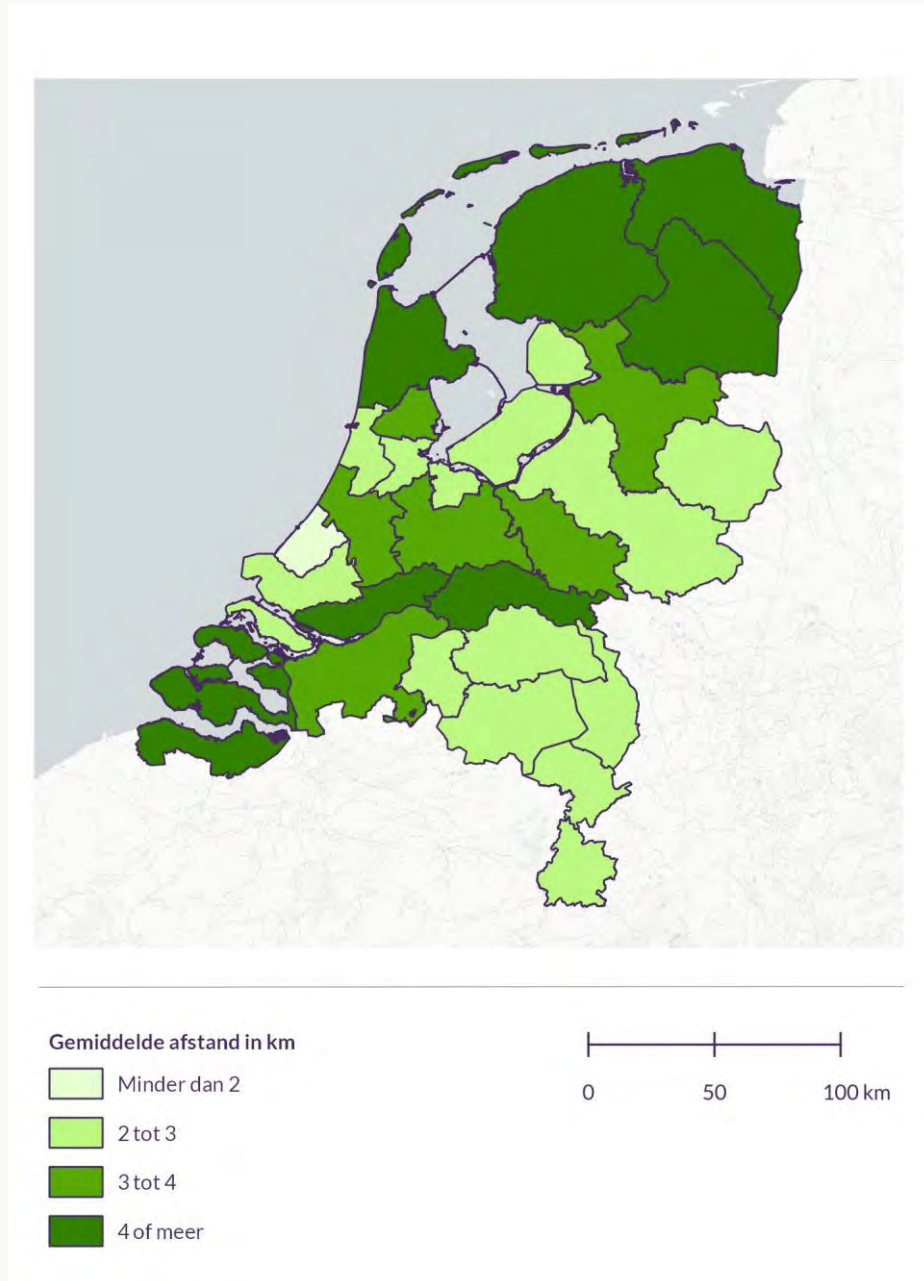 Gemiddelde afstand in km
Minder dan 2
2 tot 3
3 tot 4
4 of meer
0 50 100 km